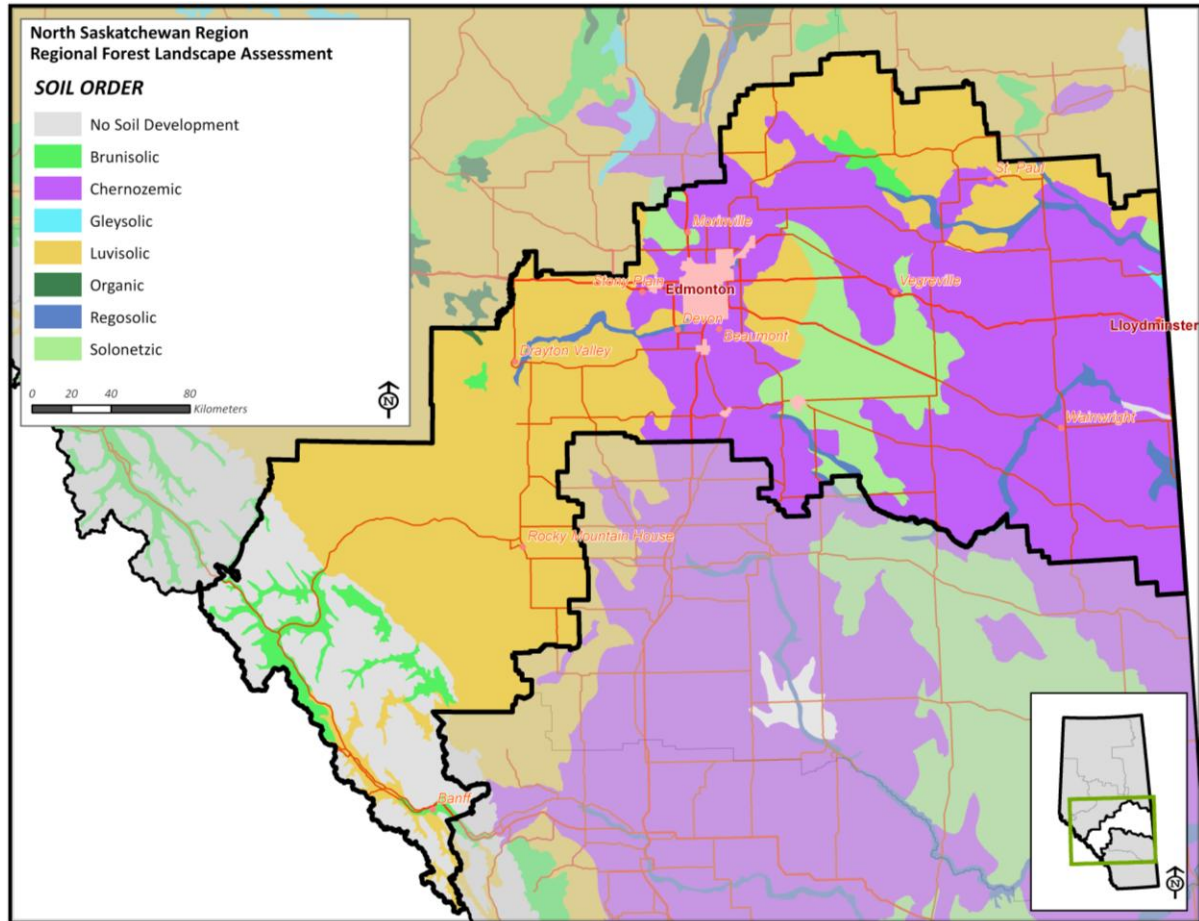 North Saskatchewan Region
Regional Forest Landscape Assessment
SOIL ORDER
No Soil Development
Brunisolic
Chernozemic
Gleysolic
Luvisolic
Organic
Regosolic
Solonetzic
0 20 40 80
Kilometers
N
St. Paul
Morinville
Stony Plain
Edmonton
Vegreville
Devon
Beaumont
Lloydminster
Drayton Valley
Wainwright
Rocky Mountain House
Banff
N